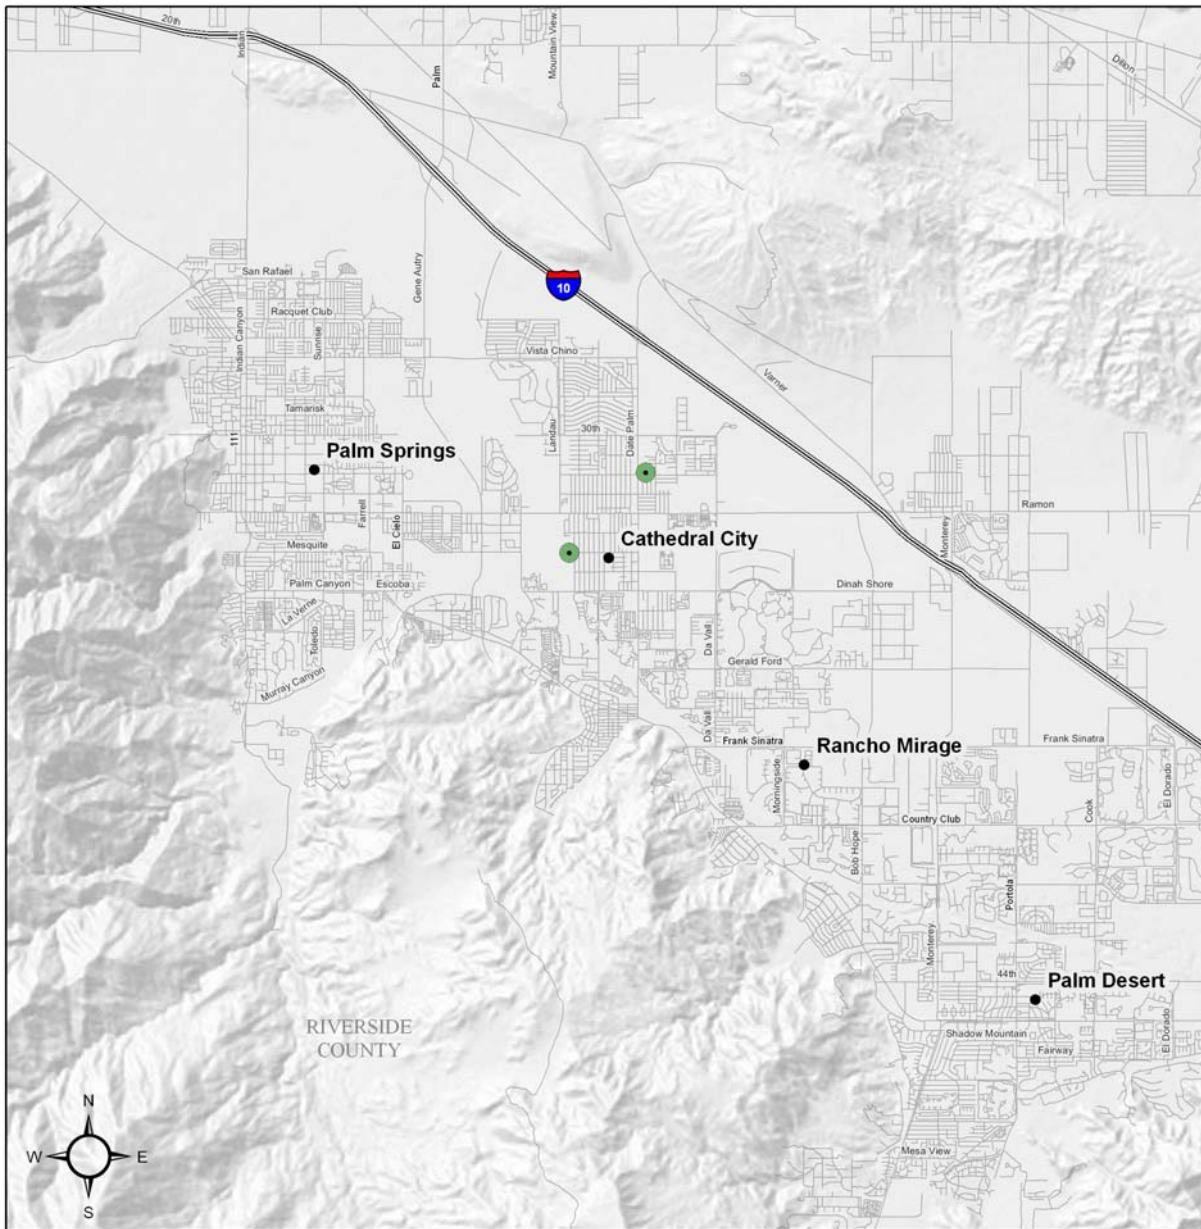 20th
Indian
Palm
Mountain View
Dillon
San Rafael
Gene Autry
10
Racquet Club
Indian Canyon
Sunrise
Vista Chino
Varner
Tamarisk
Date Palm
Landau
30th
111
Palm Springs
Ramon
Farrell
El Cielo
Monterey
Mesquite
Cathedral City
Palm Canyon
Escoba
Dinah Shore
La Verne
Toledo
Da Vall
Gerald Ford
Murray Canyon
Da Vall
Frank Sinatra
Rancho Mirage
Frank Sinatra
Morningside
Cook
El Dorado
Country Club
Bob Hope
Portola
Monterey
44th
Palm Desert
RIVERSIDE
COUNTY
Shadow Mountain
El Dorado
Fairway
N
W
E
S
Mesa View